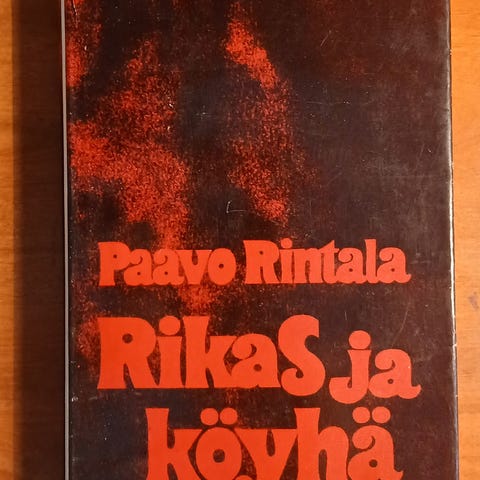 Paavo Rintala
Rikas ja
köyhä